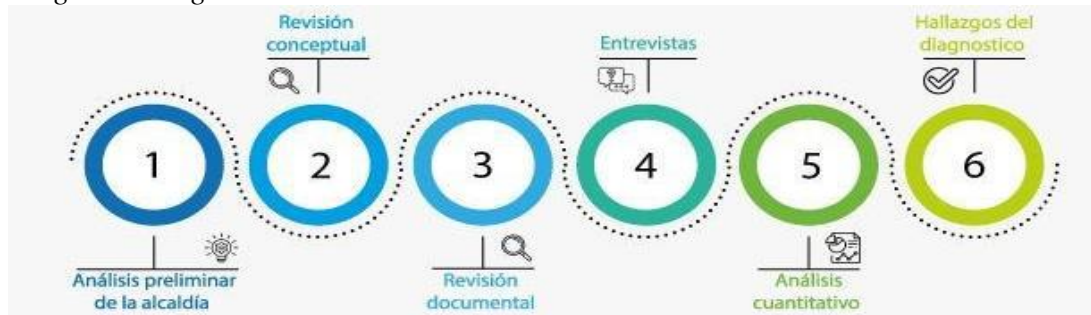 Revisión
conceptual
Entrevistas
Hallazgos del
diagnostico
1
2
3
4
5
6
Análisis preliminar
de la alcaldía
Revisión
documental
Análisis
cuantitativo